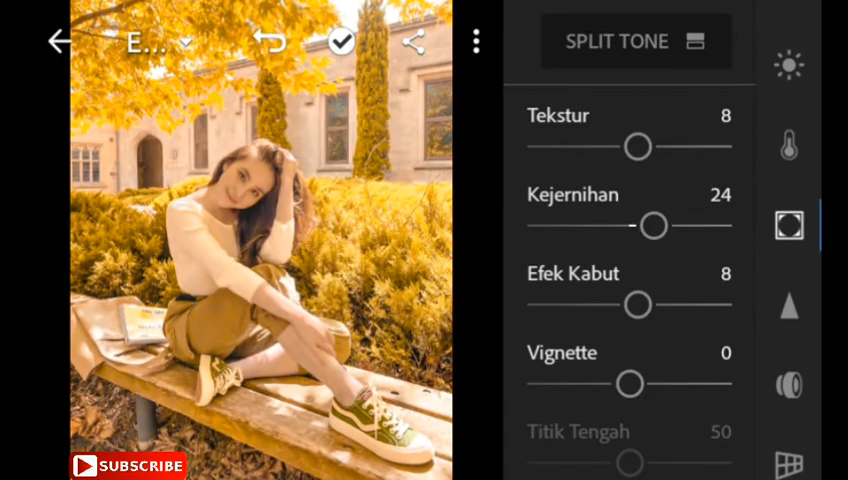 E...
SPLIT TONE
Tekstur 8
Kejernihan 24
Efek Kabut 8
Vignette 0
Titik Tengah 50
SUBSCRIBE